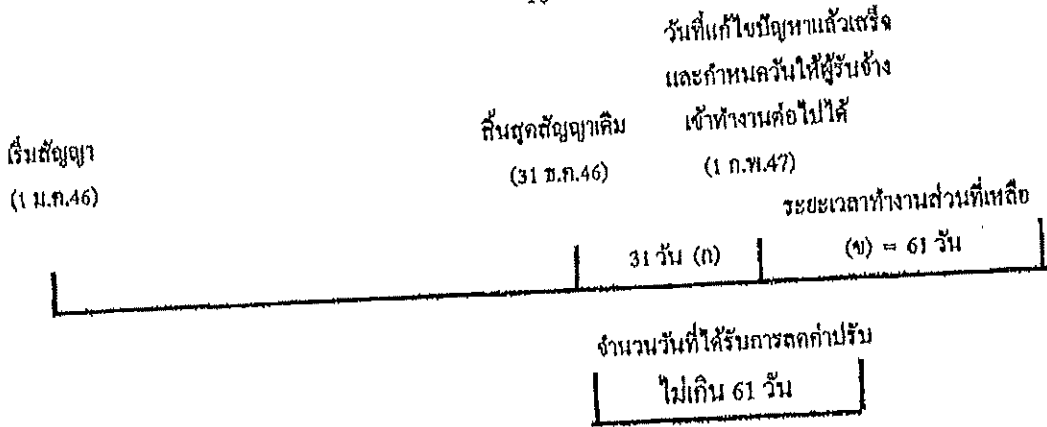 วันที่แก้ไขปัญหาแล้วเสร็จ
และกำหนดวันให้ผู้รับจ้าง
เข้าทำงานต่อไปได้
(1 ก.พ.47)
สิ้นสุดสัญญาเดิม
(31 ธ.ค.46)
เริ่มสัญญา
(1 ม.ค.46)
ระยะเวลาทำงานส่วนที่เหลือ
31 วัน (ก)
(ข) = 61 วัน
จำนวนวันที่ได้รับการลดค่าปรับ
ไม่เกิน 61 วัน